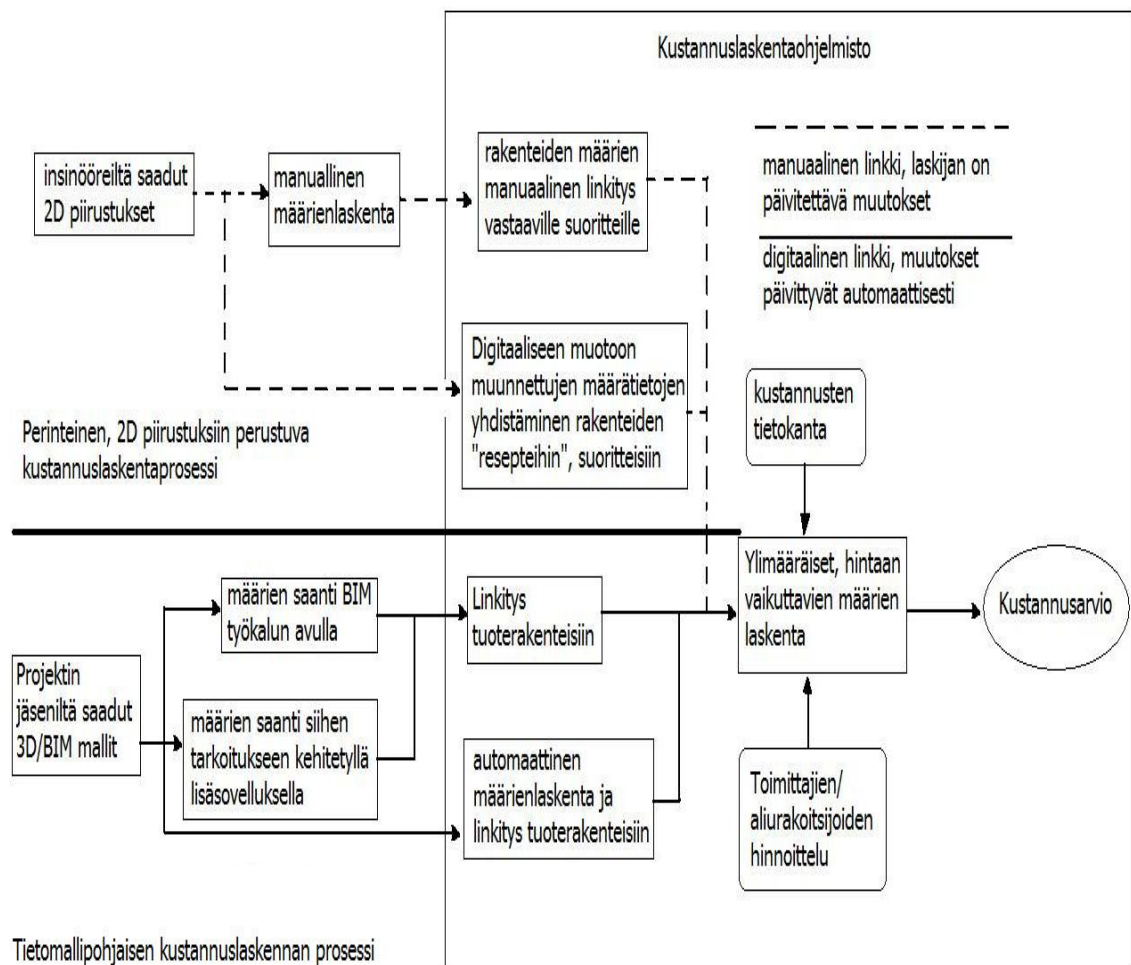 Kustannuslaskentaohjelmisto
insinööreiltä saadut
2D piirustukset
manuallinen
määrienlaskenta
rakenteiden määrien
manuaalinen linkitys
vastaaville suoritteille
manuaalinen linkki, laskijan on
päivitettävä muutokset
digitaalinen linkki, muutokset
päivittyvät automaattisesti
Digitaaliseen muotoon
muunnettujen määrätietojen
yhdistäminen rakenteiden
"resepteihin", suoritteisiin
kustannusten
tietokanta
Perinteinen, 2D piirustuksiin perustuva
kustannuslaskentaprosessi
Ylimääräiset, hintaan
vaikuttavien määrien
laskenta
Kustannusarvio
määrien saanti BIM
työkalun avulla
Linkitys
tuoterakenteisiin
Projektin
jäseniltä saadut
3D/BIM mallit
määrien saanti siihen
tarkoitukseen kehitetyllä
lisäsovelluksella
automaattinen
määrienlaskenta ja
linkitys tuoterakenteisiin
Toimittajien/
aliurakoitsijoiden
hinnoittelu
Tietomallipohjaisen kustannuslaskennan prosessi